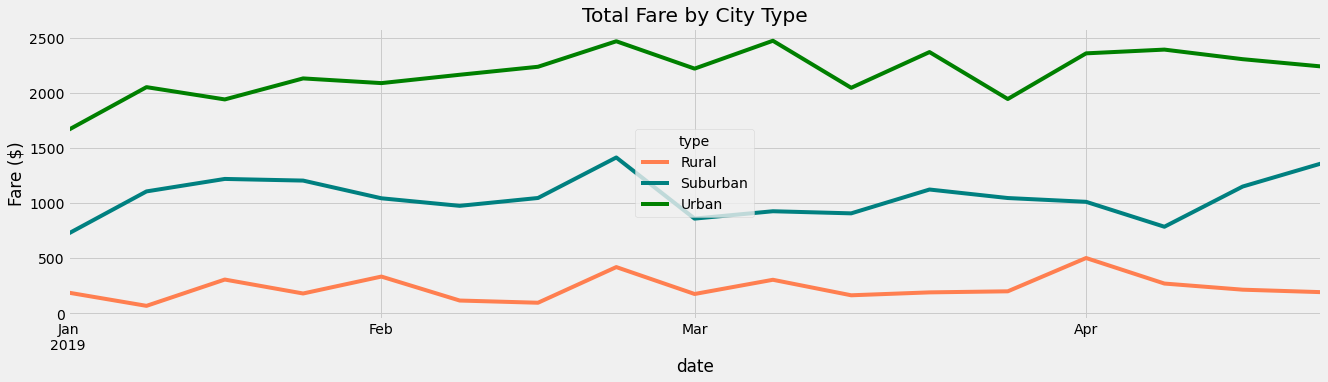 Total Fare by City Type
Fare ($)
2500
2000
1500
1000
500
0
type
Rural
Suburban
Urban
Jan
2019
Feb
Mar
Apr
date